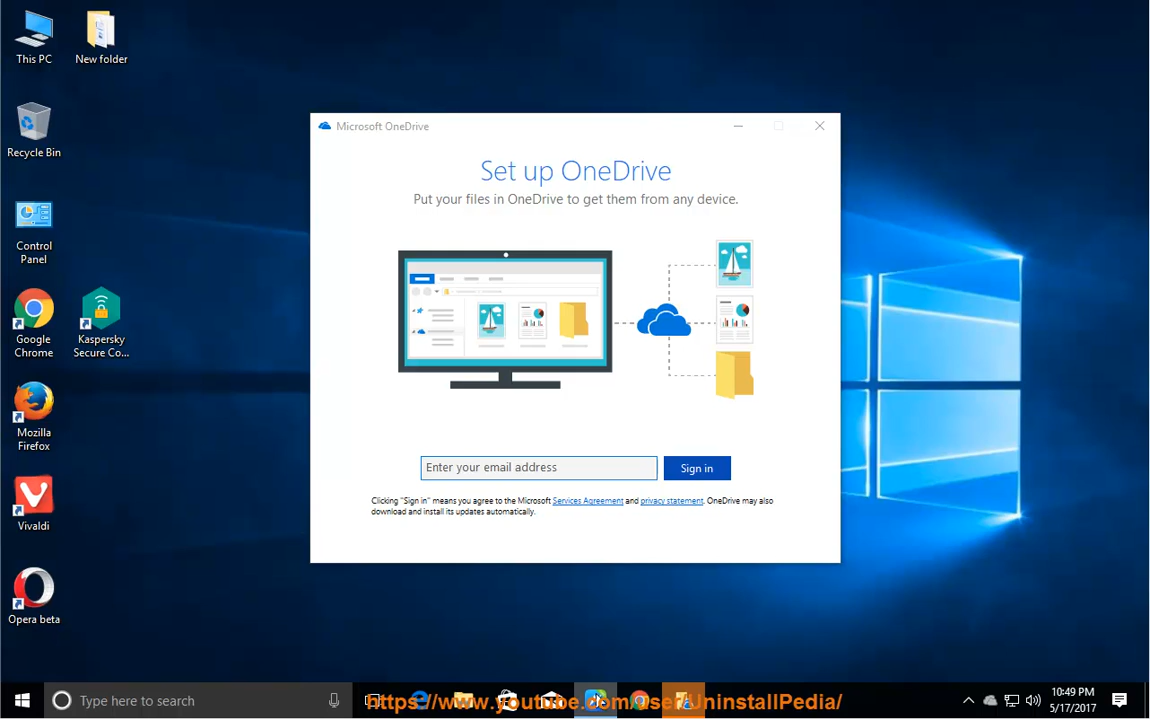 This PC
New folder
Recycle Bin
Control
Panel
Google
Chrome
Kaspersky
Secure Co...
Mozilla
Firefox
Vivaldi
Opera beta
Microsoft OneDrive
Set up OneDrive
Put your files in OneDrive to get them from any device.
Enter your email address
Sign in
Clicking "Sign in" means you agree to the Microsoft Services Agreement and privacy statement. OneDrive may also
download and install its updates automatically.
Type here to search
https://www.youtube.com/user/UninstallPedia/
10:49 PM
5/17/2017